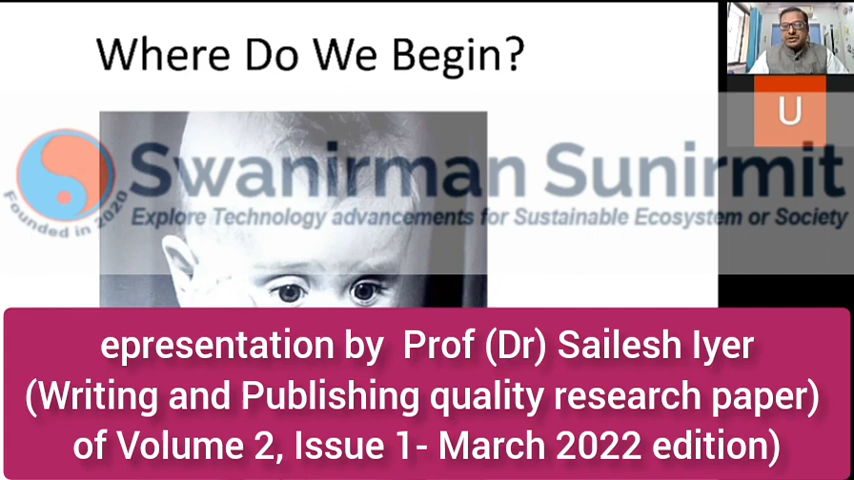 Where Do We Begin?
U
Swanirman Sunirmit
Explore Technology advancements for Sustainable Ecosystem or Society
Founded in 2020
epresentation by Prof (Dr) Sailesh Iyer
(Writing and Publishing quality research paper)
of Volume 2, Issue 1- March 2022 edition)